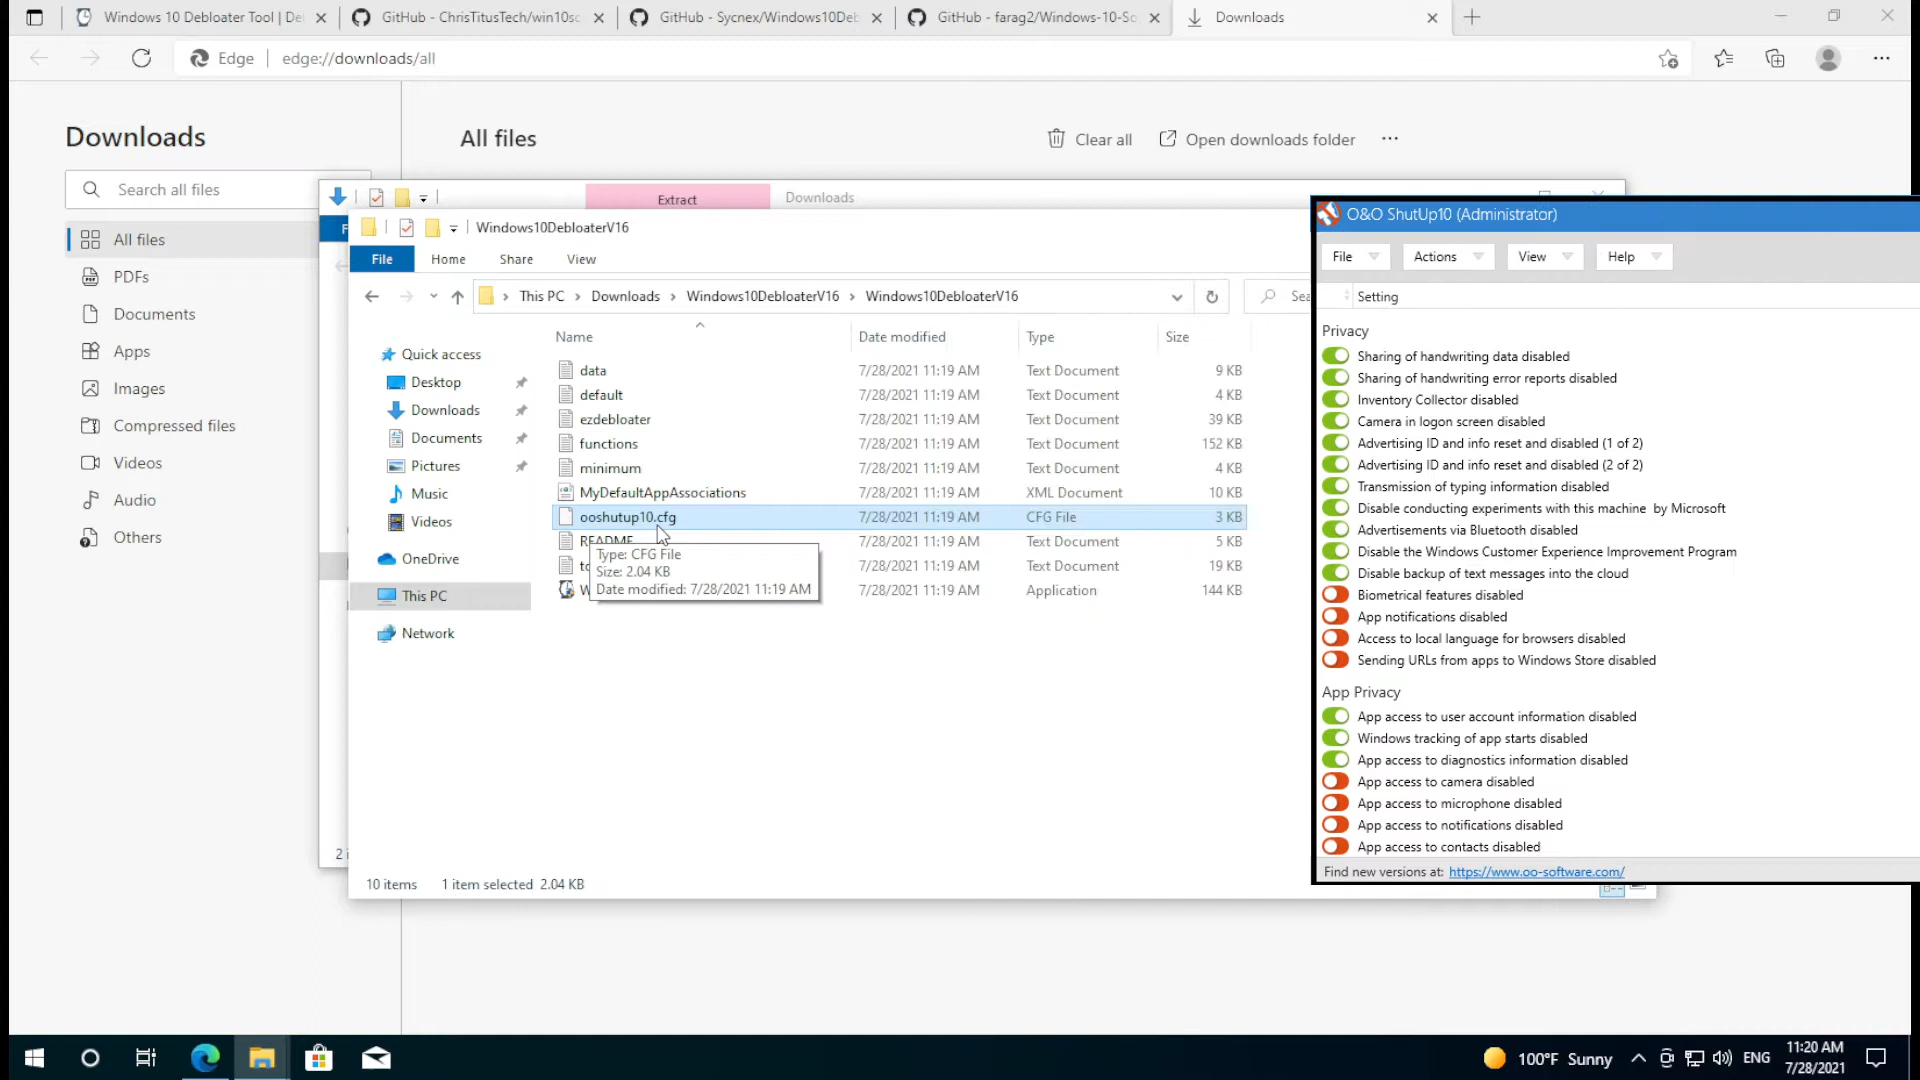 Windows 10 Debloater Tool | De
GitHub - ChrisTitusTech/win10sc
GitHub - Sycnex/Windows10Deb
GitHub - farag2/Windows-10-So
Downloads
Edge
edge://downloads/all
Downloads
All files
Clear all
Open downloads folder
Search all files
All files
PDFs
Documents
Apps
Images
Compressed files
Videos
Audio
Others
Extract
Downloads
F
2 i
Windows10DebloaterV16
File
Home
Share
View
This PC > Downloads > Windows10DebloaterV16 > Windows10DebloaterV16
Sea
Name
Date modified
Type
Size
Quick access
Desktop
Downloads
Documents
Pictures
Music
Videos
OneDrive
This PC
Network
data 7/28/2021 11:19 AM Text Document 9 KB
default 7/28/2021 11:19 AM Text Document 4 KB
ezdebloater 7/28/2021 11:19 AM Text Document 39 KB
functions 7/28/2021 11:19 AM Text Document 152 KB
minimum 7/28/2021 11:19 AM Text Document 4 KB
MyDefaultAppAssociations 7/28/2021 11:19 AM XML Document 10 KB
ooshutup10.cfg 7/28/2021 11:19 AM CFG File 3 KB
README 7/28/2021 11:19 AM Text Document 5 KB
to 7/28/2021 11:19 AM Text Document 19 KB
W 7/28/2021 11:19 AM Application 144 KB
Type: CFG File
Size: 2.04 KB
Date modified: 7/28/2021 11:19 AM
10 items
1 item selected 2.04 KB
O&O ShutUp10 (Administrator)
File
Actions
View
Help
Setting
Privacy
Sharing of handwriting data disabled
Sharing of handwriting error reports disabled
Inventory Collector disabled
Camera in logon screen disabled
Advertising ID and info reset and disabled (1 of 2)
Advertising ID and info reset and disabled (2 of 2)
Transmission of typing information disabled
Disable conducting experiments with this machine by Microsoft
Advertisements via Bluetooth disabled
Disable the Windows Customer Experience Improvement Program
Disable backup of text messages into the cloud
Biometrical features disabled
App notifications disabled
Access to local language for browsers disabled
Sending URLs from apps to Windows Store disabled
App Privacy
App access to user account information disabled
Windows tracking of app starts disabled
App access to diagnostics information disabled
App access to camera disabled
App access to microphone disabled
App access to notifications disabled
App access to contacts disabled
Find new versions at: https://www.oo-software.com/
100°F Sunny
ENG
11:20 AM
7/28/2021